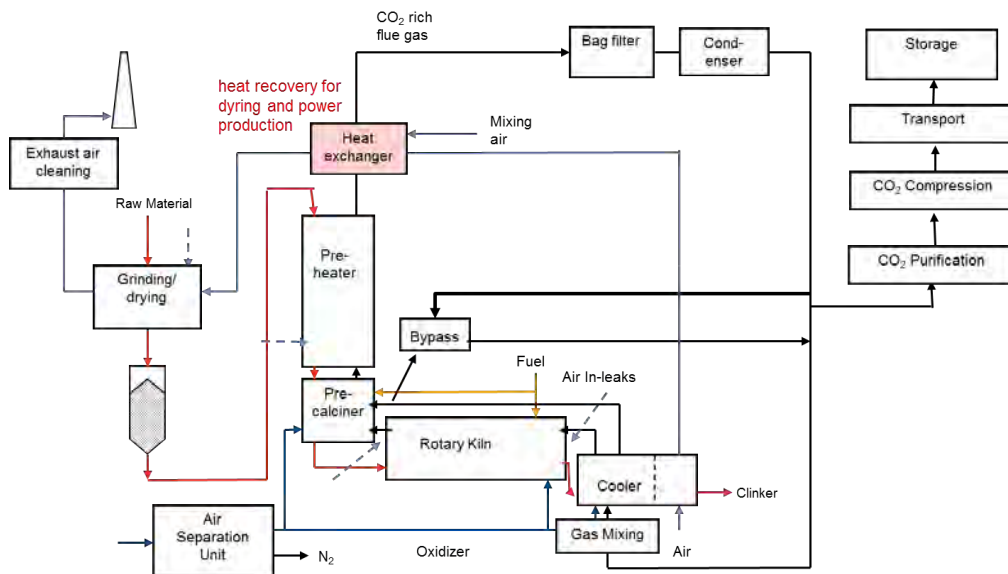 CO2 rich
flue gas
Bag filter
Cond-
enser
Storage
heat recovery for
dyring and power
production
Mixing
air
Heat
exchanger
Transport
Exhaust air
cleaning
CO2 Compression
Raw Material
Pre-
heater
Grinding/
drying
CO2 Purification
Bypass
Fuel
Air In-leaks
Pre-
calciner
Rotary Kiln
Cooler
Clinker
Air
Separation
Unit
Gas Mixing
N2
Oxidizer
Air